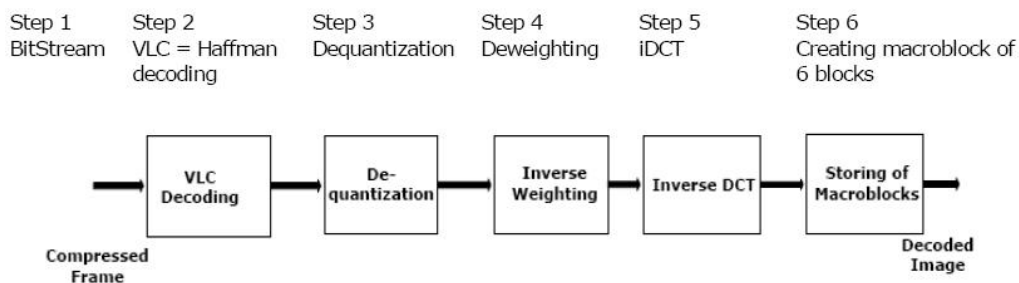 Step 1
BitStream
Step 2
VLC = Haffman
decoding
Step 3
Dequantization
Step 4
Deweighting
Step 5
iDCT
Step 6
Creating macroblock of
6 blocks
Compressed
Frame
VLC
Decoding
De-
quantization
Inverse
Weighting
Inverse DCT
Storing of
Macroblocks
Decoded
Image